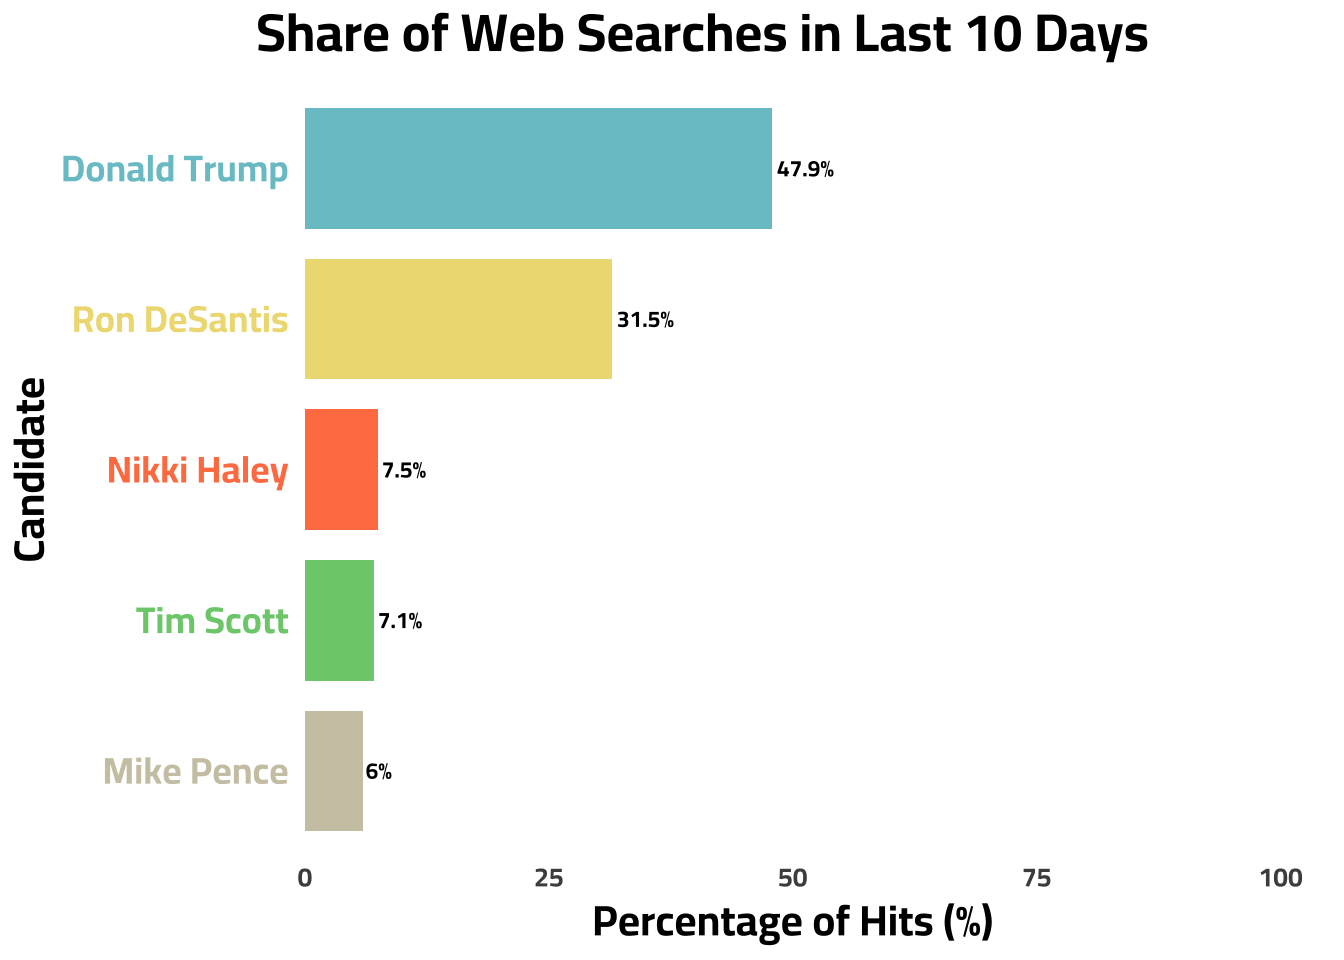 Share of Web Searches in Last 10 Days
Candidate
Donald Trump 47.9%
Ron DeSantis 31.5%
Nikki Haley 7.5%
Tim Scott 7.1%
Mike Pence 6%
0 25 50 75 100
Percentage of Hits (%)